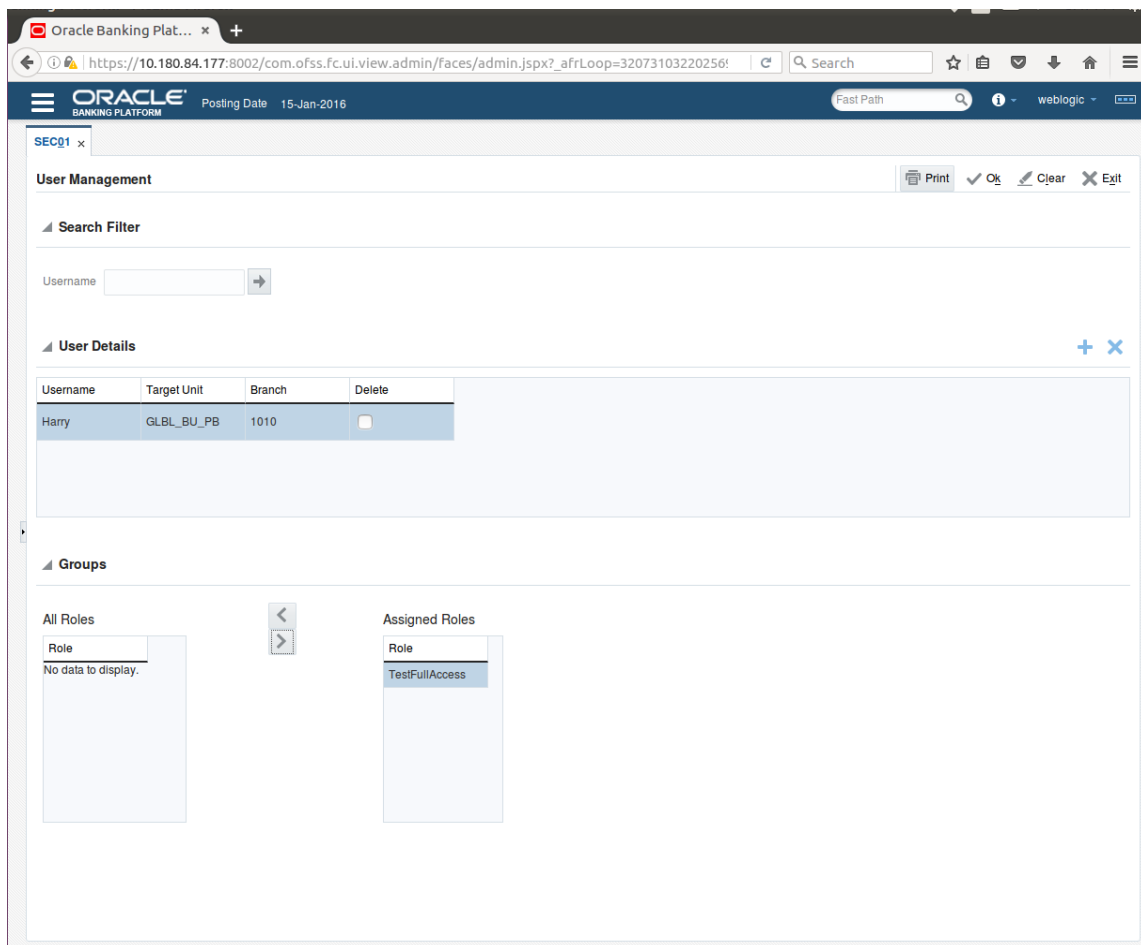 Oracle Banking Plat... × +
https://10.180.84.177:8002/com.ofss.fc.ui.view.admin/faces/admin.jspx?_afrLoop=32073103220256 Search
ORACLE BANKING PLATFORM Posting Date 15-Jan-2016 Fast Path weblogic
SEC01 ×
User Management Print Ok Clear Exit
Search Filter
Username
User Details
Username Target Unit Branch Delete
Harry GLBL_BU_PB 1010
Groups
All Roles Assigned Roles
Role Role
No data to display. TestFullAccess